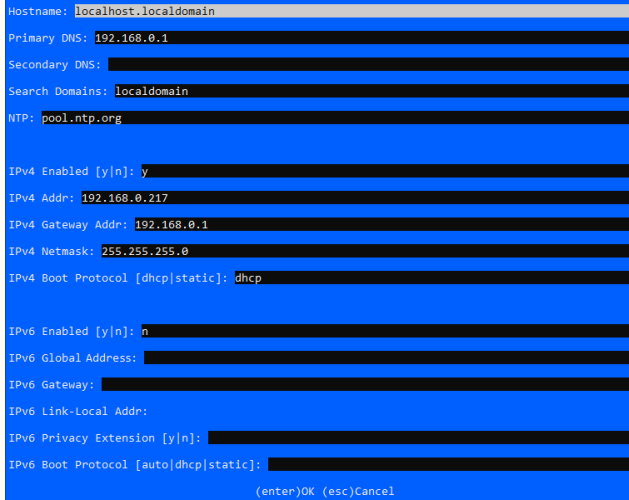 Hostname: localhost.localdomain
Primary DNS: 192.168.0.1
Secondary DNS:
Search Domains: localdomain
NTP: pool.ntp.org
IPv4 Enabled [y|n]: y
IPv4 Addr: 192.168.0.217
IPv4 Gateway Addr: 192.168.0.1
IPv4 Netmask: 255.255.255.0
IPv4 Boot Protocol [dhcp|static]: dhcp
IPv6 Enabled [y|n]: n
IPv6 Global Address:
IPv6 Gateway:
IPv6 Link-Local Addr:
IPv6 Privacy Extension [y|n]:
IPv6 Boot Protocol [auto|dhcp|static]:
(enter)OK (esc)Cancel